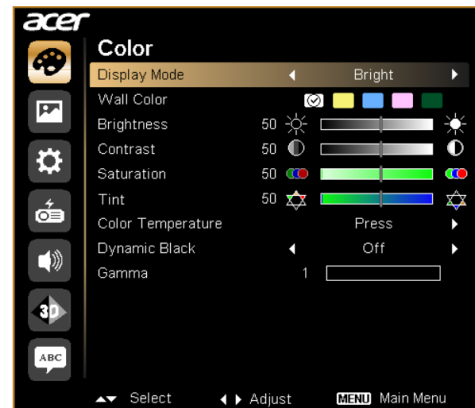 acer
Color
Display Mode Bright
Wall Color
Brightness 50
Contrast 50
Saturation 50
Tint 50
Color Temperature Press
Dynamic Black Off
Gamma 1
3D
ABC
Select Adjust MENU Main Menu